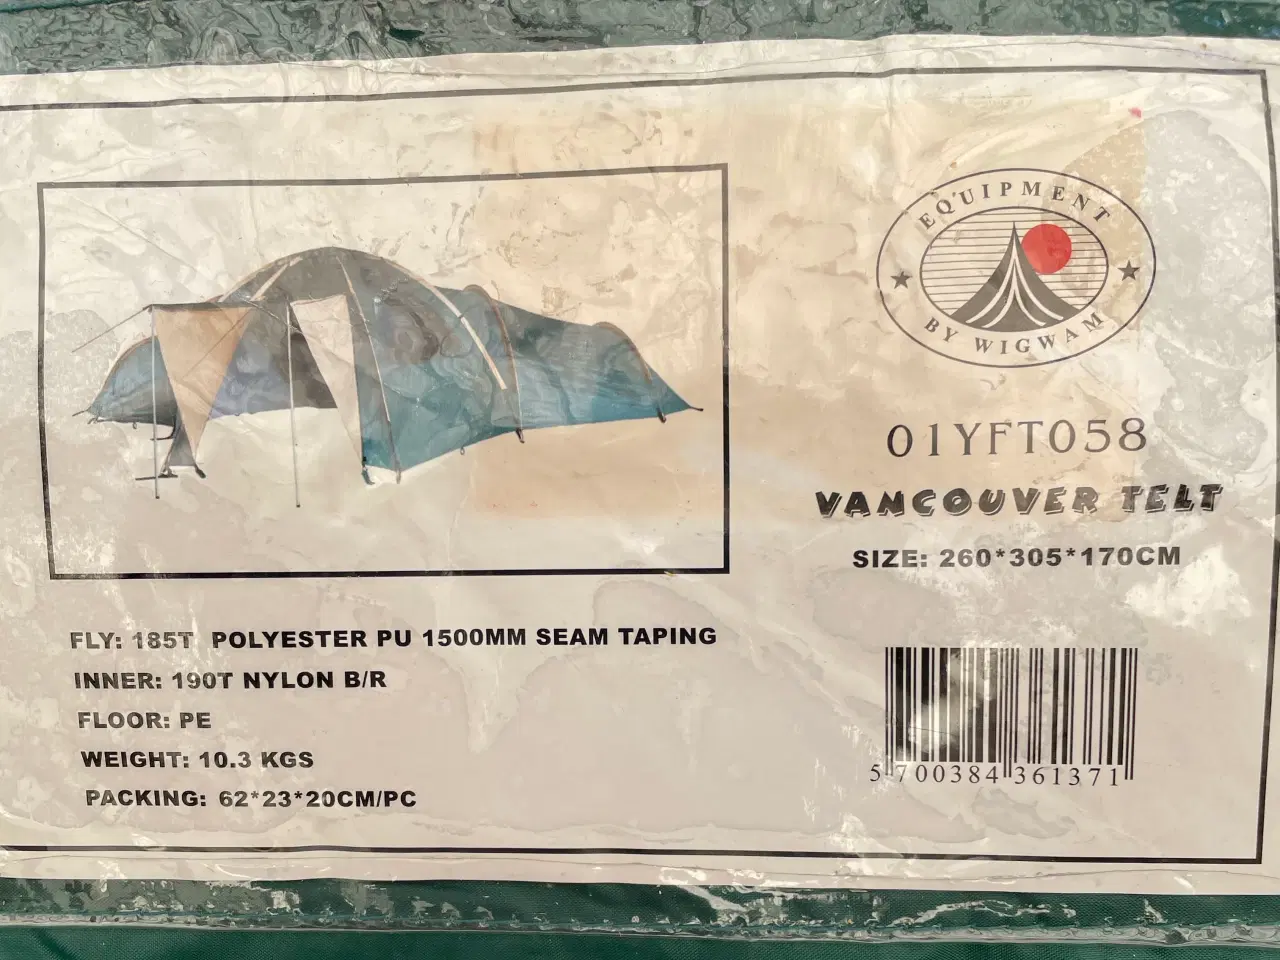 EQUIPMENT
BY WIGWAM
01YFT058
VANCOUVER TELT
SIZE: 260*305*170CM
FLY: 185T POLYESTER PU 1500MM SEAM TAPING
INNER: 190T NYLON B/R
FLOOR: PE
WEIGHT: 10.3 KGS
PACKING: 62*23*20CM/PC
5 700384 361371